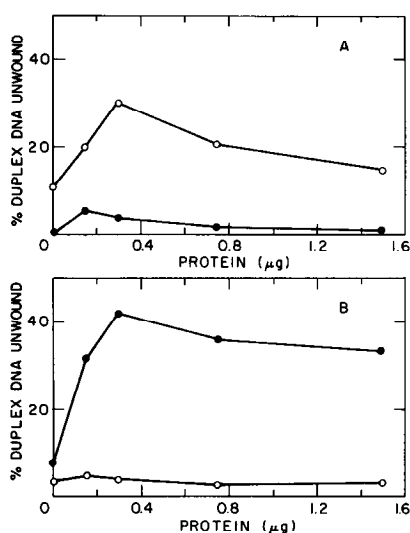 A
% DUPLEX DNA UNWOUND
40
20
0 0.4 0.8 1.2 1.6
PROTEIN (μg)
B
% DUPLEX DNA UNWOUND
40
20
0 0.4 0.8 1.2 1.6
PROTEIN (μg)